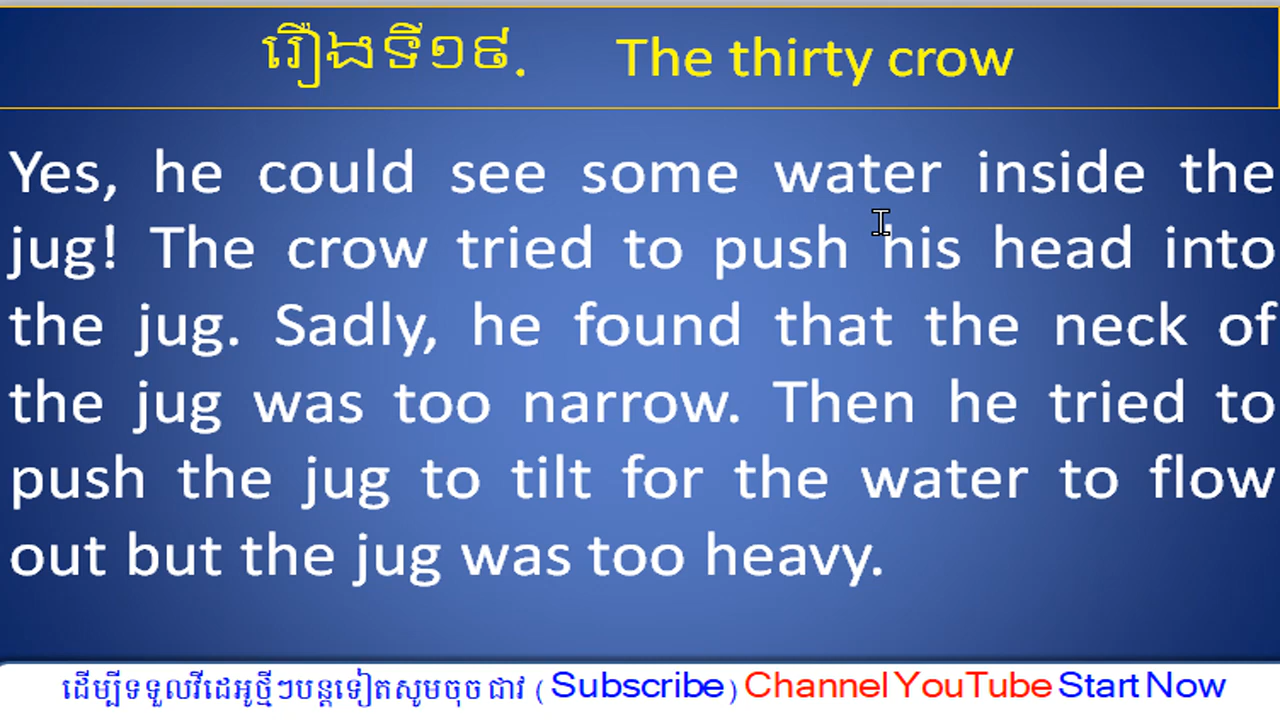 រឿងទី១៩. The thirty crow
Yes, he could see some water inside the
jug! The crow tried to push his head into
the jug. Sadly, he found that the neck of
the jug was too narrow. Then he tried to
push the jug to tilt for the water to flow
out but the jug was too heavy.
ដើម្បីទទួលវីដេអូថ្មីៗបន្តទៀតសូមចុច ជាវ ( Subscribe ) Channel YouTube Start Now